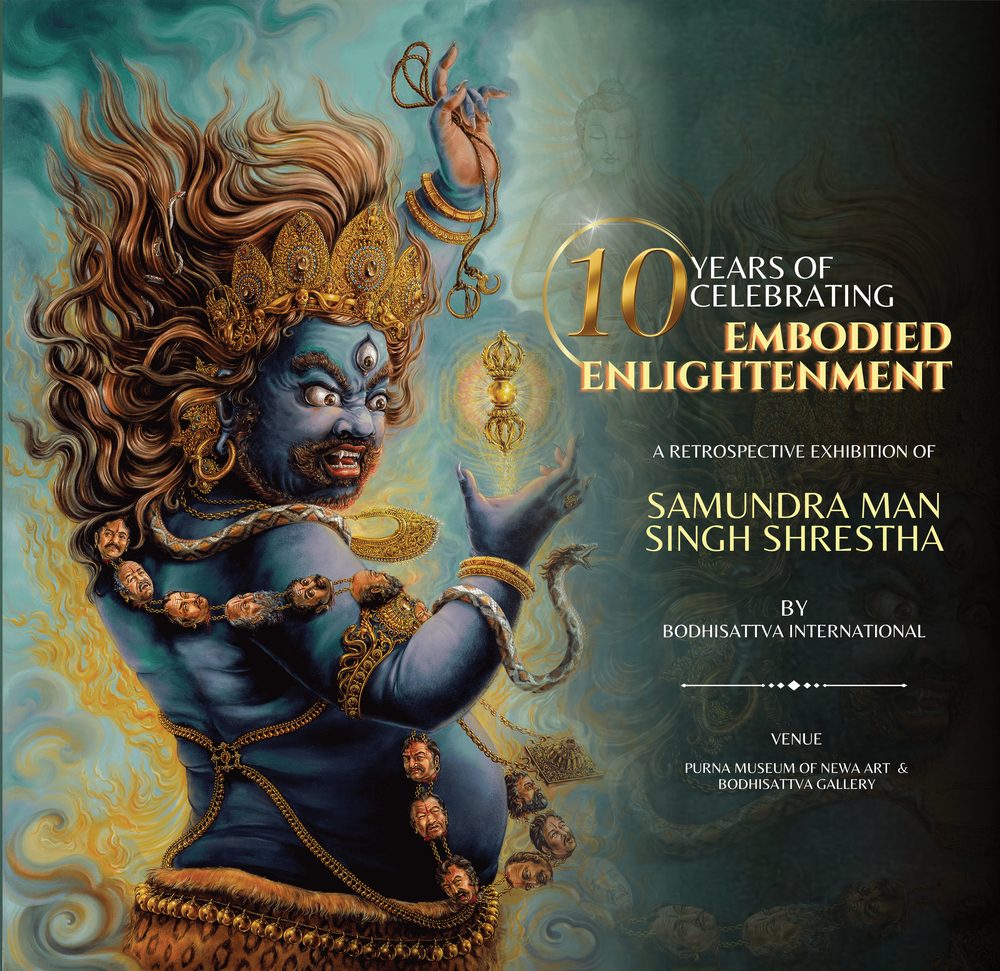 10 YEARS OF
CELEBRATING
EMBODIED
ENLIGHTENMENT
A RETROSPECTIVE EXHIBITION OF
SAMUNDRA MAN
SINGH SHRESTHA
BY
BODHISATTVA INTERNATIONAL
VENUE
PURNA MUSEUM OF NEWA ART &
BODHISATTVA GALLERY